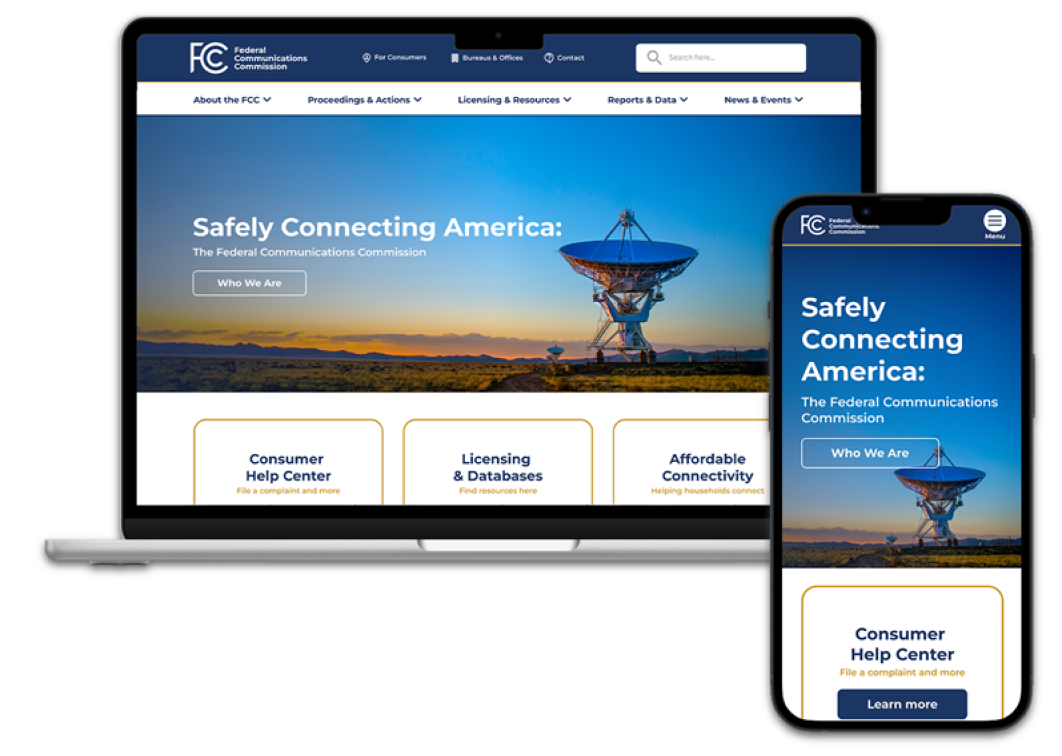 FCC
Federal
Communications
Commission
For Consumers
Bureaus & Offices
Contact
Search here...
About the FCC
Proceedings & Actions
Licensing & Resources
Reports & Data
News & Events
Safely Connecting America:
The Federal Communications Commission
Who We Are
Consumer
Help Center
File a complaint and more
Licensing
& Databases
Find resources here
Affordable
Connectivity
Helping households connect
FCC
Federal
Communications
Commission
Menu
Safely
Connecting
America:
The Federal Communications
Commission
Who We Are
Consumer
Help Center
File a complaint and more
Learn more